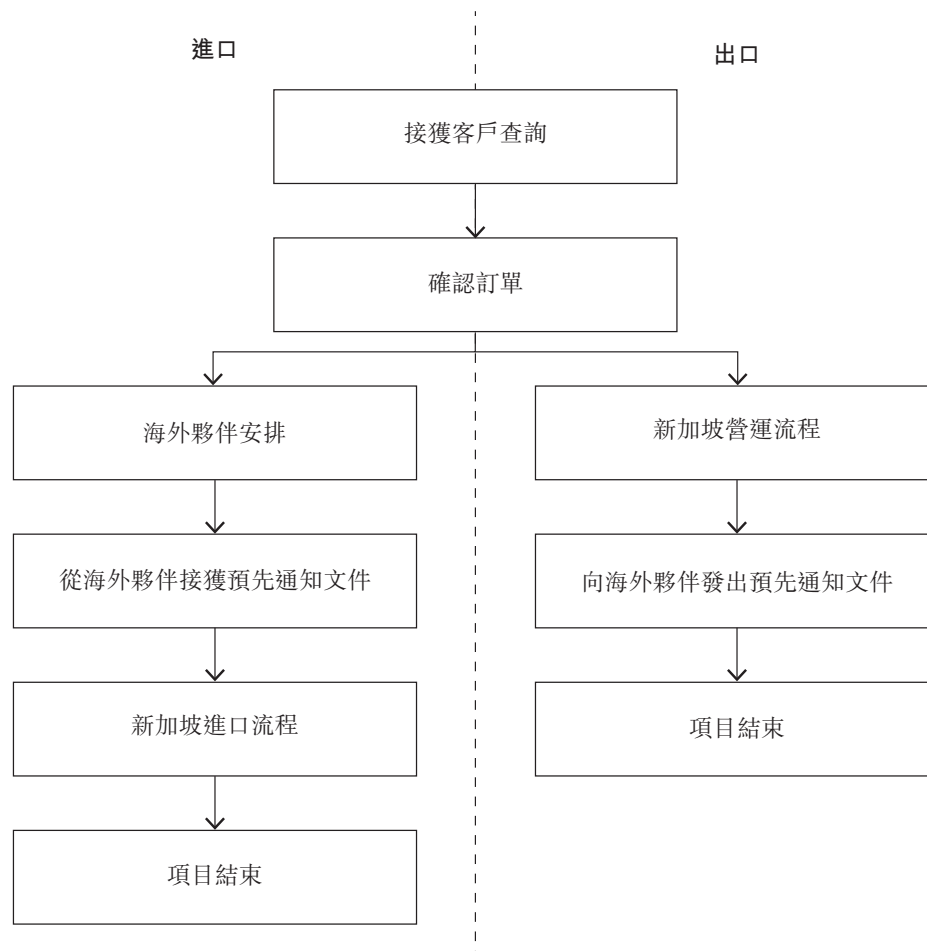 進口
出口
接獲客戶查詢
確認訂單
海外夥伴安排
新加坡營運流程
從海外夥伴接獲預先通知文件
向海外夥伴發出預先通知文件
新加坡進口流程
項目結束
項目結束